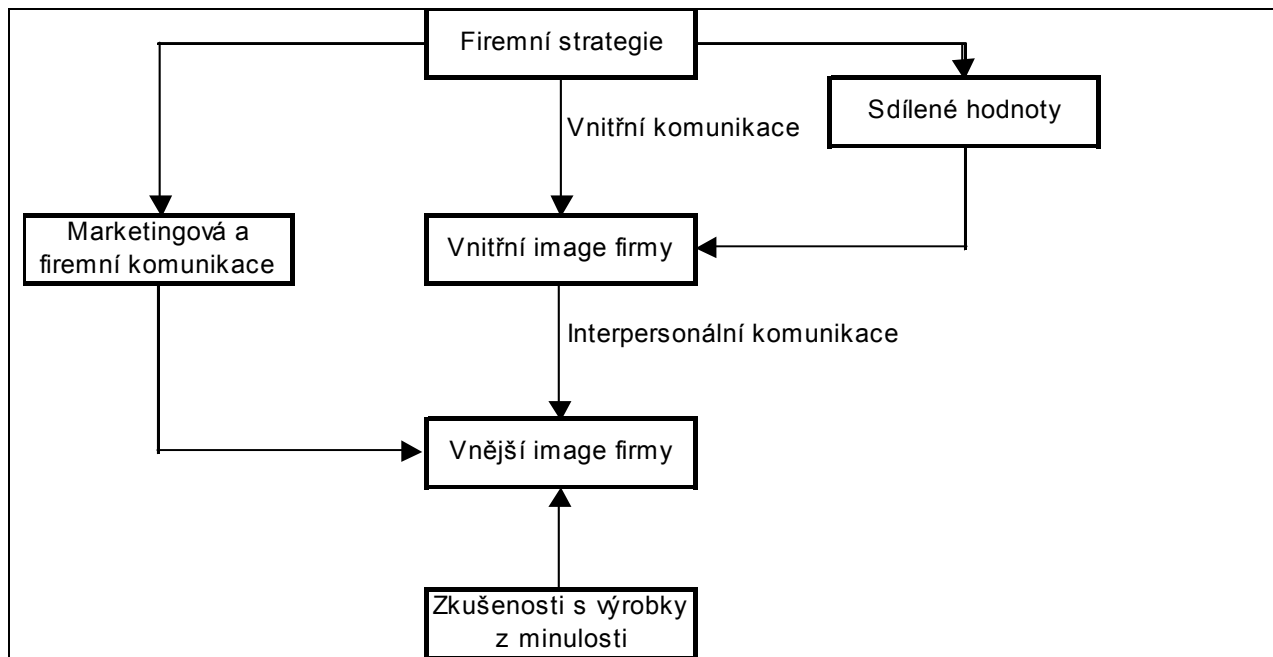 Firemní strategie
Sdílené hodnoty
Vnitřní komunikace
Marketingová a
firemní komunikace
Vnitřní image firmy
Interpersonální komunikace
Vnější image firmy
Zkušenosti s výrobky
z minulosti